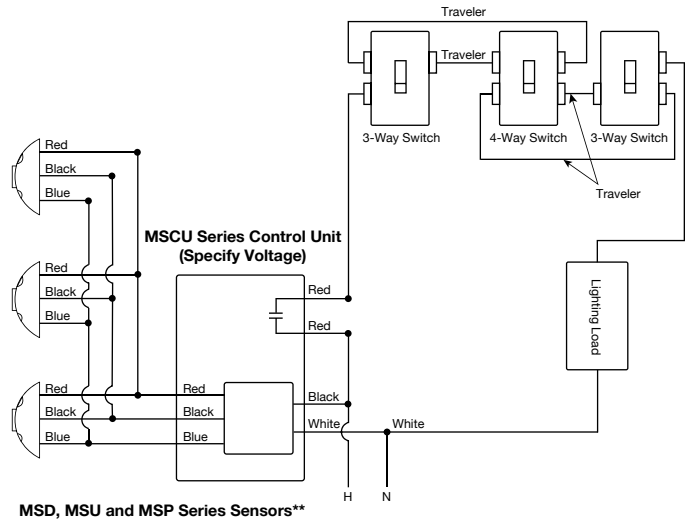 Traveler
Traveler
3-Way Switch
4-Way Switch
3-Way Switch
Traveler
Red
Black
Blue
MSCU Series Control Unit
(Specify Voltage)
Red
Black
Blue
Red
Red
Lighting Load
Red
Black
Blue
Red
Black
Blue
Black
White
White
H
N
MSD, MSU and MSP Series Sensors**